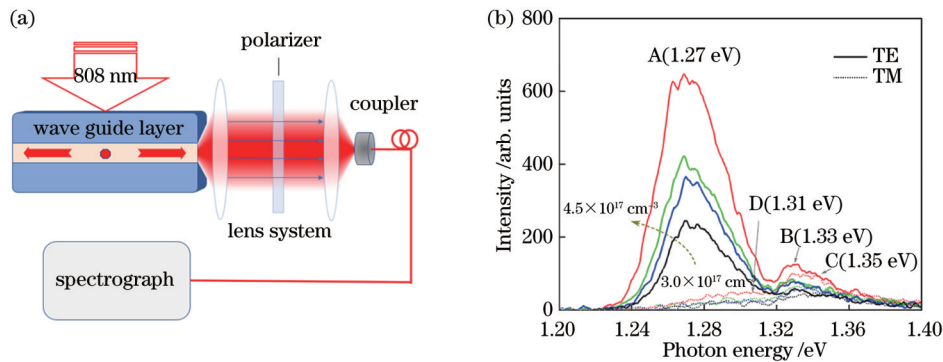 (a)
polarizer
808 nm
coupler
wave guide layer
lens system
spectrograph
(b)
800
600
400
200
0
Intensity /arb. units
A(1.27 eV)
TE
TM
4.5×10¹⁷ cm⁻³
D(1.31 eV)
B(1.33 eV)
C(1.35 eV)
3.0×10¹⁷ cm⁻³
1.20 1.24 1.28 1.32 1.36 1.40
Photon energy /eV